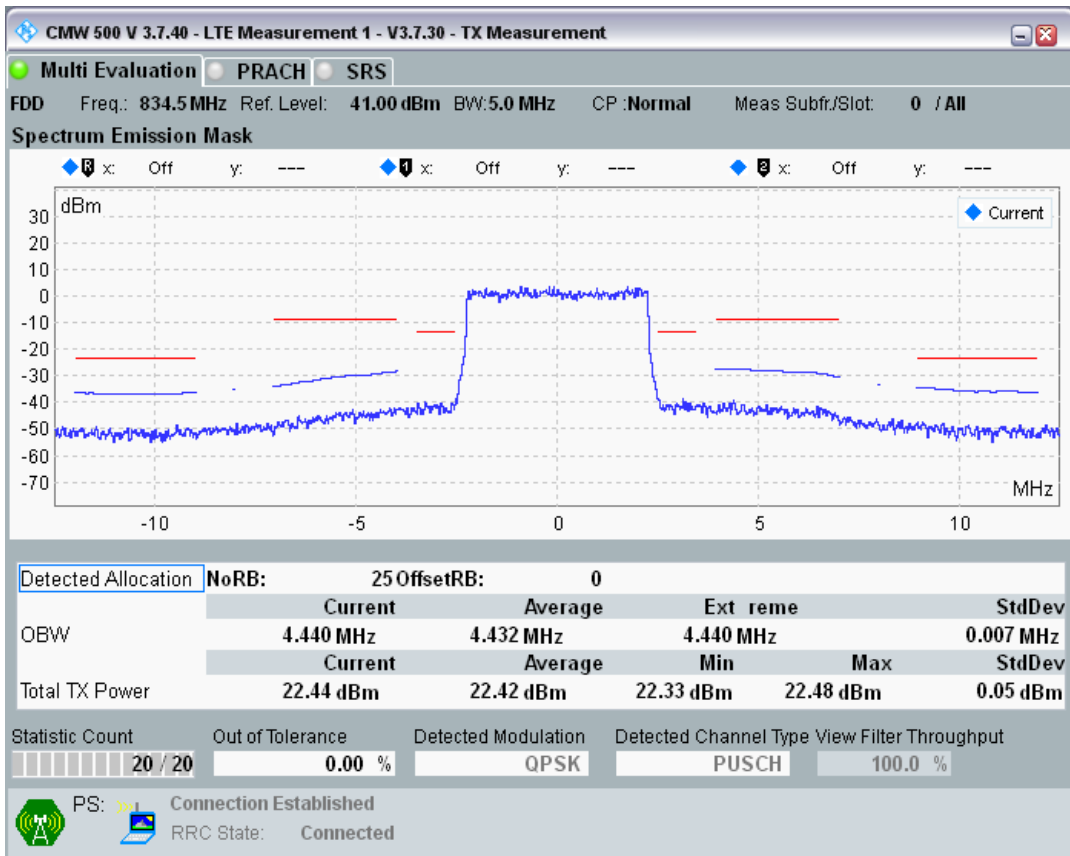 CMW 500 V 3.7.40 - LTE Measurement 1 - V3.7.30 - TX Measurement
Multi Evaluation PRACH SRS
FDD Freq.: 834.5 MHz Ref. Level: 41.00 dBm BW:5.0 MHz CP :Normal Meas Subfr./Slot: 0 / All
Spectrum Emission Mask
R x: Off y: --- 1 x: Off y: --- 2 x: Off y: ---
dBm
Current
30
20
10
0
-10
-20
-30
-40
-50
-60
-70
MHz
-10 -5 0 5 10
Detected Allocation NoRB: 25 OffsetRB: 0
Current Average Ext reme StdDev
OBW 4.440 MHz 4.432 MHz 4.440 MHz 0.007 MHz
Current Average Min Max StdDev
Total TX Power 22.44 dBm 22.42 dBm 22.33 dBm 22.48 dBm 0.05 dBm
Statistic Count Out of Tolerance Detected Modulation Detected Channel Type View Filter Throughput
20 / 20 0.00 % QPSK PUSCH 100.0 %
PS: Connection Established
RRC State: Connected